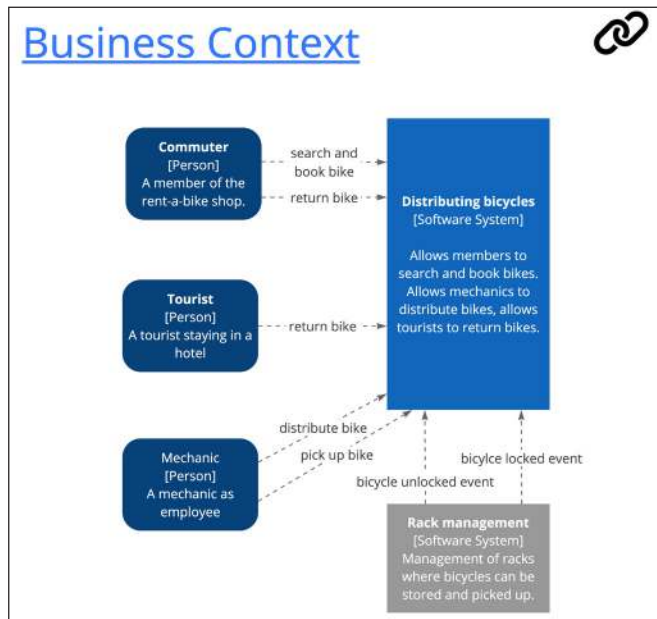 Business Context
Commuter
[Person]
A member of the
rent-a-bike shop.
search and
book bike
return bike
Distributing bicycles
[Software System]
Allows members to
search and book bikes.
Allows mechanics to
distribute bikes, allows
tourists to return bikes.
Tourist
[Person]
A tourist staying in a
hotel
return bike
Mechanic
[Person]
A mechanic as
employee
distribute bike
pick up bike
bicycle unlocked event
bicylce locked event
Rack management
[Software System]
Management of racks
where bicycles can be
stored and picked up.